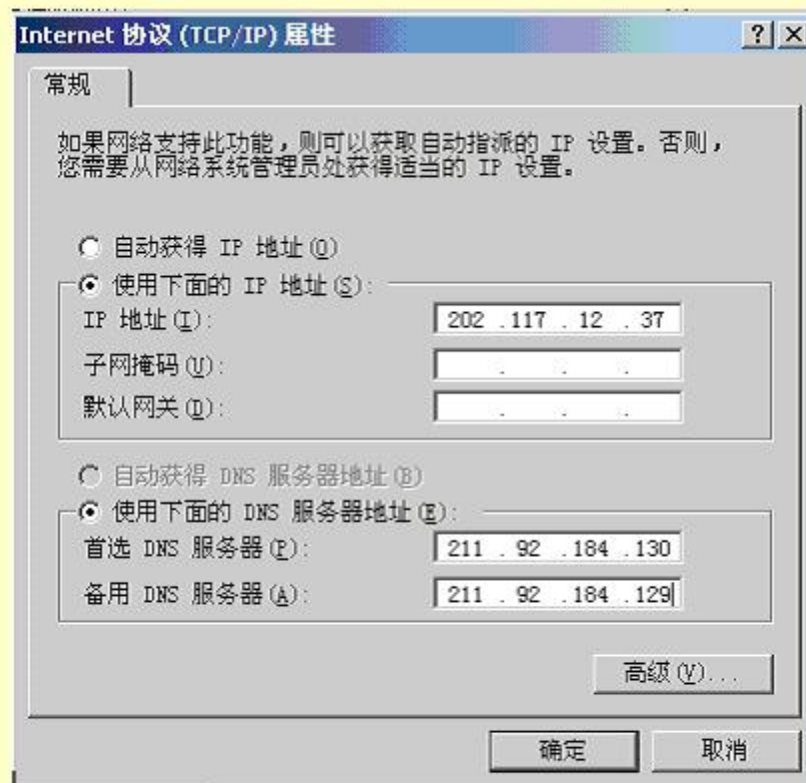 Internet 协议 (TCP/IP) 属性
常规
如果网络支持此功能，则可以获取自动指派的 IP 设置。否则，
您需要从网络系统管理员处获得适当的 IP 设置。
自动获得 IP 地址(O)
使用下面的 IP 地址(S):
IP 地址(I): 202 .117 . 12 . 37
子网掩码(U): . . .
默认网关(D): . . .
自动获得 DNS 服务器地址(B)
使用下面的 DNS 服务器地址(E):
首选 DNS 服务器(P): 211 . 92 .184 .130
备用 DNS 服务器(A): 211 . 92 .184 .129
高级(V)...
确定 取消